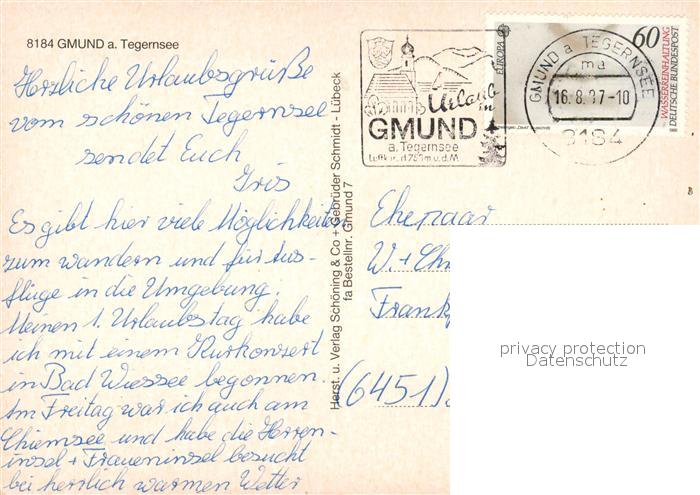 8184 GMUND a. Tegernsee
Herzliche Urlaubsgrüße
vom schönen Tegernsee
sendet Euch
Iris
Es gibt hier viele Möglichkeiten
zum wandern und für Aus-
flüge in die Umgebung.
Meinen 1. Urlaubstag habe
ich mit einem Kurkonzert
in Bad Wiessee begonnen.
Am Freitag war ich auch am
Chiemsee und habe die Herren-
insel + Fraueninsel besucht
bei herrlich warmen Wetter
Herst. u. Verlag Schöning & Co + Gebrüder Schmidt - Lübeck
fa Bestellnr. Gmund 7
Urlaub
in
GMUND
a. Tegernsee
EUROPA
60
WASSERREINHALTUNG
DEUTSCHE BUNDESPOST
GMUND a TEGERNSEE
ma
16.8.87-10
8184
Ehepaar
W. + Ch
Frank
(6451)
privacy protection
Datenschutz